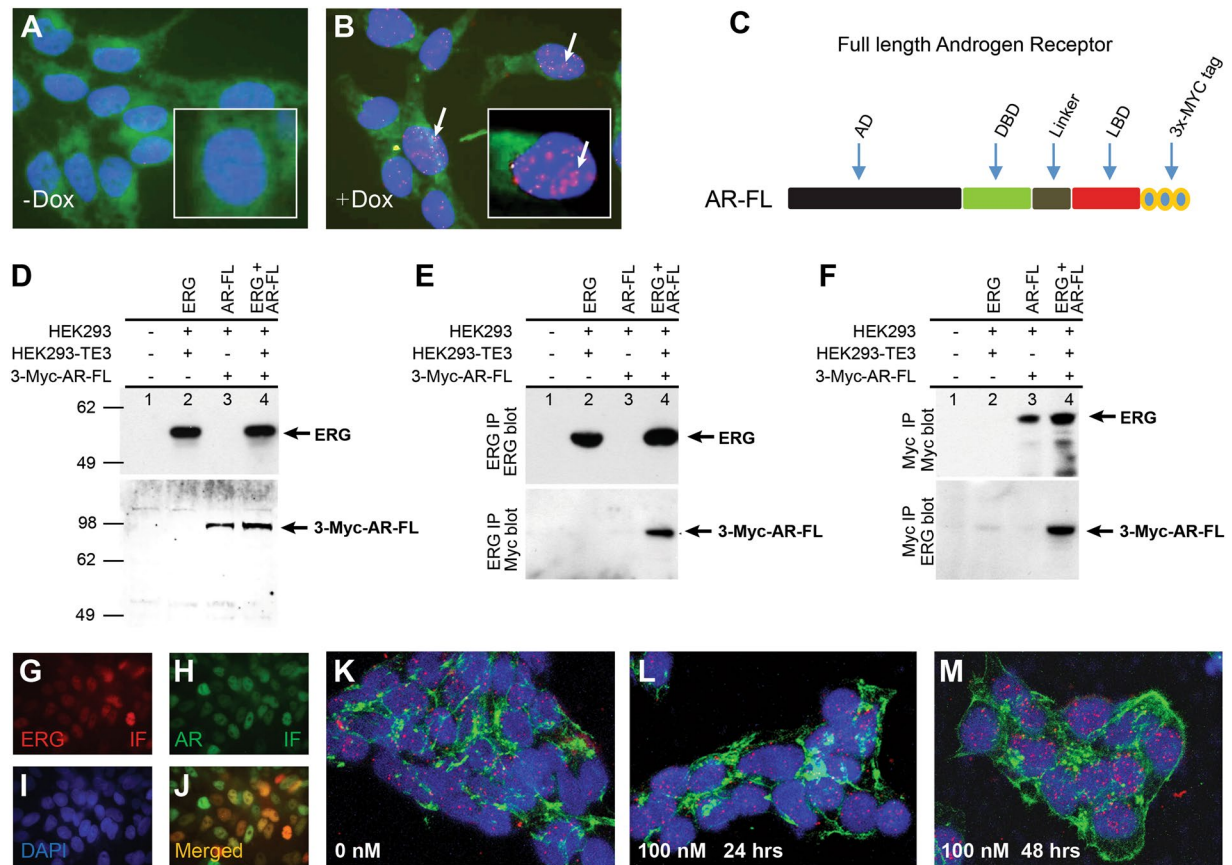 A
-Dox
B
+Dox
C
Full length Androgen Receptor
AD
DBD
Linker
LBD
3x-MYC tag
AR-FL
D
ERG
AR-FL
ERG +
AR-FL
HEK293 - + + +
HEK293-TE3 - + +
3-Myc-AR-FL - - + +
1 2 3 4
62
49
ERG
98
62
49
3-Myc-AR-FL
E
ERG
AR-FL
ERG +
AR-FL
HEK293 - + + +
HEK293-TE3 - + +
3-Myc-AR-FL - - + +
1 2 3 4
ERG IP
ERG blot
ERG
ERG IP
Myc blot
3-Myc-AR-FL
F
ERG
AR-FL
ERG +
AR-FL
HEK293 - + + +
HEK293-TE3 - + +
3-Myc-AR-FL - - + +
1 2 3 4
Myc IP
Myc blot
ERG
Myc IP
ERG blot
3-Myc-AR-FL
G
ERG IF
H
AR IF
I
DAPI
J
Merged
K
0 nM
L
100 nM 24 hrs
M
100 nM 48 hrs